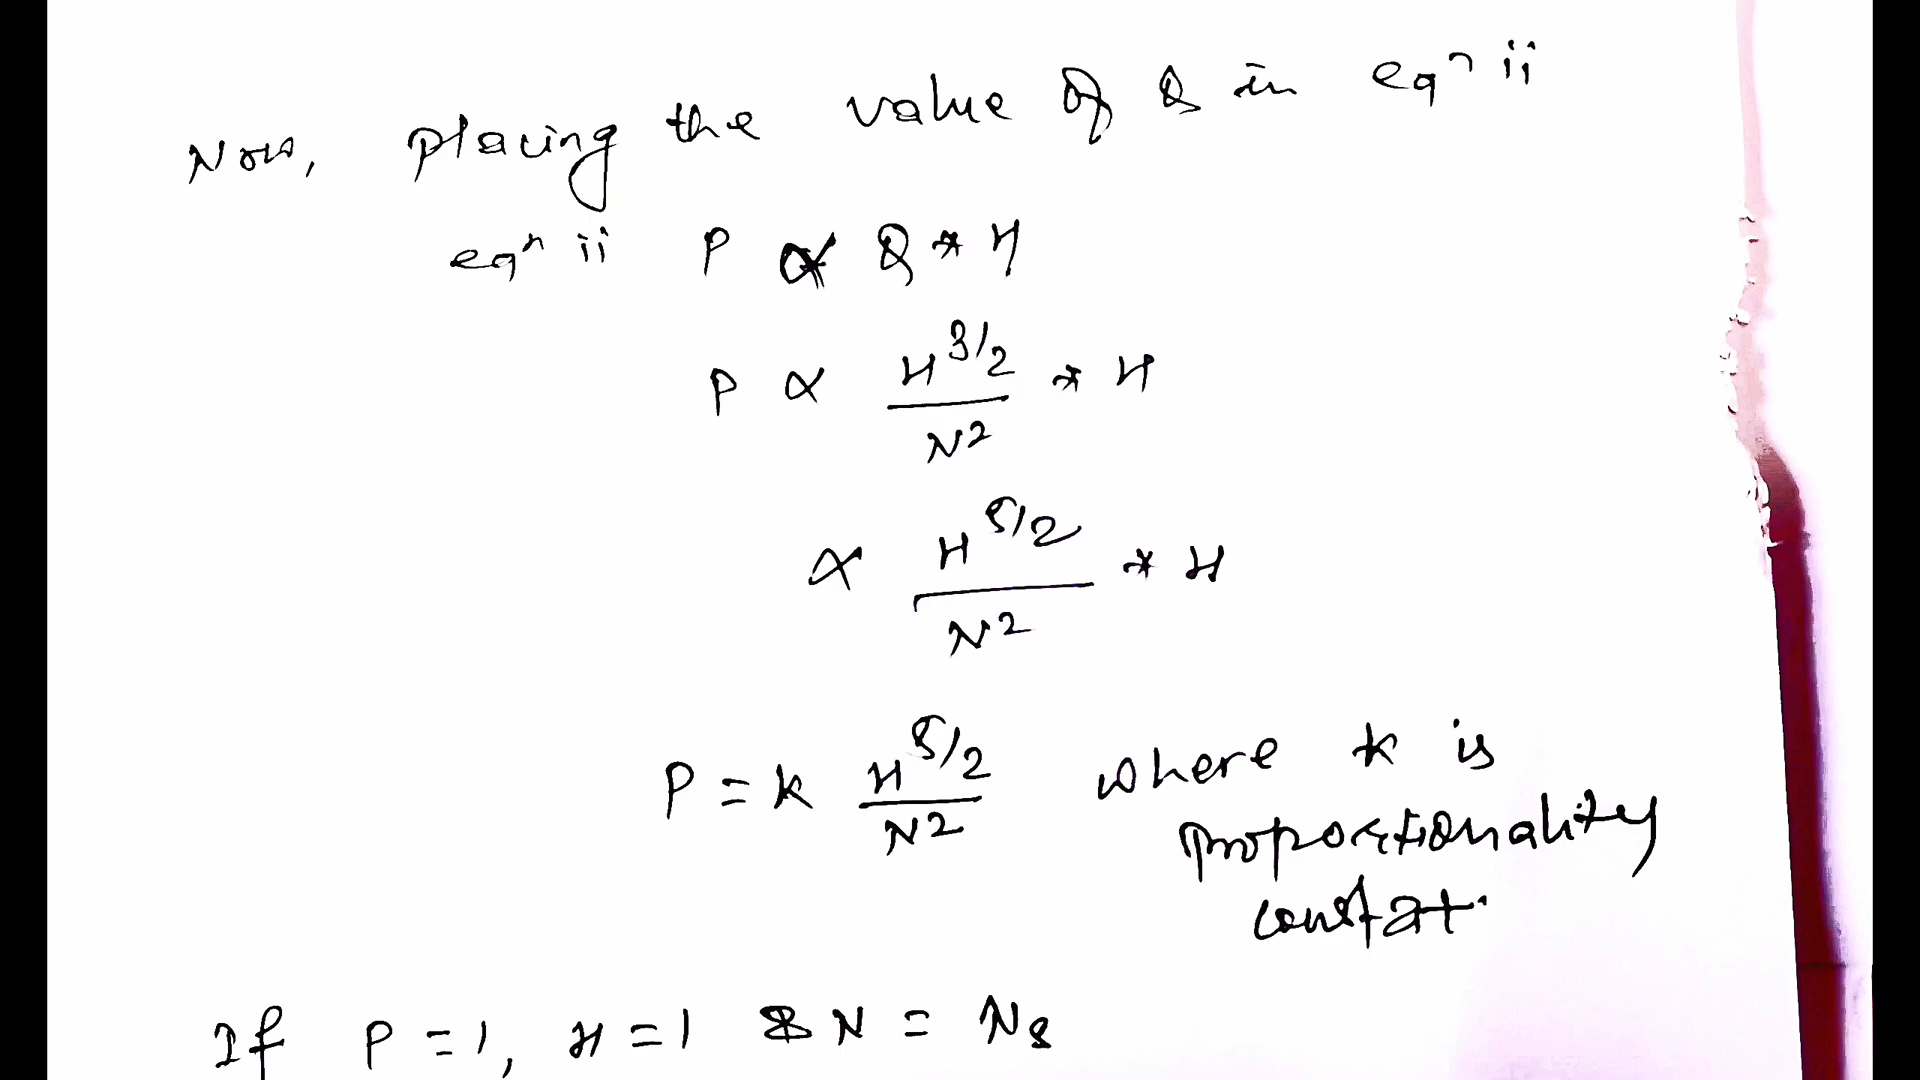 Now, placing the value of Q in eqn ii
eqn ii P ∝ Q * H
P ∝ H^3/2 / N^2 * H
∝ H^5/2 / N^2 * H
P = k H^5/2 / N^2 where k is
proportionality
constat.
If P = 1, H = 1 & N = Ns